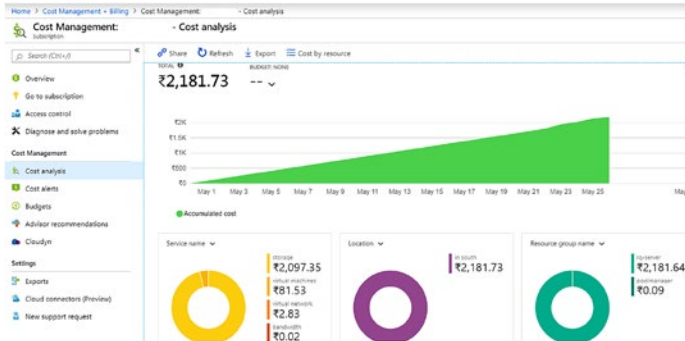 Home > Cost Management + Billing > Cost Management: - Cost analysis
Cost Management: - Cost analysis
Subscription
Search (Ctrl+/)
«
Overview
Go to subscription
Access control
Diagnose and solve problems
Cost Management
Cost analysis
Cost alerts
Budgets
Advisor recommendations
Cloudyn
Settings
Exports
Cloud connectors (Preview)
New support request
Share Refresh Export Cost by resource
TOTAL BUDGET: NONE
₹2,181.73 --
₹2K
₹1.5K
₹1K
₹500
₹0
May 1 May 3 May 5 May 7 May 9 May 11 May 13 May 15 May 17 May 19 May 21 May 23 May 25
Accumulated cost
Service name
storage
₹2,097.35
virtual machines
₹81.53
virtual network
₹2.83
bandwidth
₹0.02
Location
in south
₹2,181.73
Resource group name
₹2,181.64
postmanager
₹0.09